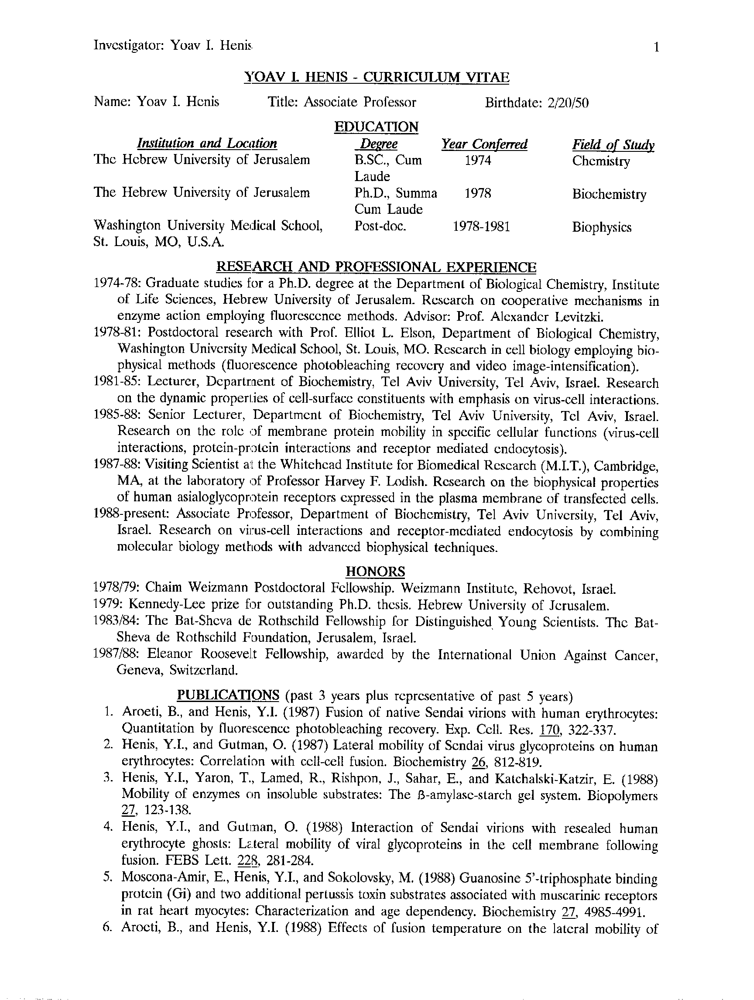 Investigator: Yoav I. Henis 1
YOAV I. HENIS - CURRICULUM VITAE
Name: Yoav I. Henis Title: Associate Professor Birthdate: 2/20/50
EDUCATION
Institution and Location Degree Year Conferred Field of Study
The Hebrew University of Jerusalem B.SC., Cum 1974 Chemistry
Laude
The Hebrew University of Jerusalem Ph.D., Summa 1978 Biochemistry
Cum Laude
Washington University Medical School, Post-doc. 1978-1981 Biophysics
St. Louis, MO, U.S.A.
RESEARCH AND PROFESSIONAL EXPERIENCE
1974-78: Graduate studies for a Ph.D. degree at the Department of Biological Chemistry, Institute
of Life Sciences, Hebrew University of Jerusalem. Research on cooperative mechanisms in
enzyme action employing fluorescence methods. Advisor: Prof. Alexander Levitzki.
1978-81: Postdoctoral research with Prof. Elliot L. Elson, Department of Biological Chemistry,
Washington University Medical School, St. Louis, MO. Research in cell biology employing bio-
physical methods (fluorescence photobleaching recovery and video image-intensification).
1981-85: Lecturer, Department of Biochemistry, Tel Aviv University, Tel Aviv, Israel. Research
on the dynamic properties of cell-surface constituents with emphasis on virus-cell interactions.
1985-88: Senior Lecturer, Department of Biochemistry, Tel Aviv University, Tel Aviv, Israel.
Research on the role of membrane protein mobility in specific cellular functions (virus-cell
interactions, protein-protein interactions and receptor mediated endocytosis).
1987-88: Visiting Scientist at the Whitehead Institute for Biomedical Research (M.I.T.), Cambridge,
MA, at the laboratory of Professor Harvey F. Lodish. Research on the biophysical properties
of human asialoglycoprotein receptors expressed in the plasma membrane of transfected cells.
1988-present: Associate Professor, Department of Biochemistry, Tel Aviv University, Tel Aviv,
Israel. Research on virus-cell interactions and receptor-mediated endocytosis by combining
molecular biology methods with advanced biophysical techniques.
HONORS
1978/79: Chaim Weizmann Postdoctoral Fellowship. Weizmann Institute, Rehovot, Israel.
1979: Kennedy-Lee prize for outstanding Ph.D. thesis. Hebrew University of Jerusalem.
1983/84: The Bat-Sheva de Rothschild Fellowship for Distinguished Young Scientists. The Bat-
Sheva de Rothschild Foundation, Jerusalem, Israel.
1987/88: Eleanor Roosevelt Fellowship, awarded by the International Union Against Cancer,
Geneva, Switzerland.
PUBLICATIONS (past 3 years plus representative of past 5 years)
1. Aroeti, B., and Henis, Y.I. (1987) Fusion of native Sendai virions with human erythrocytes:
Quantitation by fluorescence photobleaching recovery. Exp. Cell. Res. 170, 322-337.
2. Henis, Y.I., and Gutman, O. (1987) Lateral mobility of Sendai virus glycoproteins on human
erythrocytes: Correlation with cell-cell fusion. Biochemistry 26, 812-819.
3. Henis, Y.I., Yaron, T., Lamed, R., Rishpon, J., Sahar, E., and Katchalski-Katzir, E. (1988)
Mobility of enzymes on insoluble substrates: The β-amylase-starch gel system. Biopolymers
27, 123-138.
4. Henis, Y.I., and Gutman, O. (1988) Interaction of Sendai virions with resealed human
erythrocyte ghosts: Lateral mobility of viral glycoproteins in the cell membrane following
fusion. FEBS Lett. 228, 281-284.
5. Moscona-Amir, E., Henis, Y.I., and Sokolovsky, M. (1988) Guanosine 5'-triphosphate binding
protein (Gi) and two additional pertussis toxin substrates associated with muscarinic receptors
in rat heart myocytes: Characterization and age dependency. Biochemistry 27, 4985-4991.
6. Aroeti, B., and Henis, Y.I. (1988) Effects of fusion temperature on the lateral mobility of